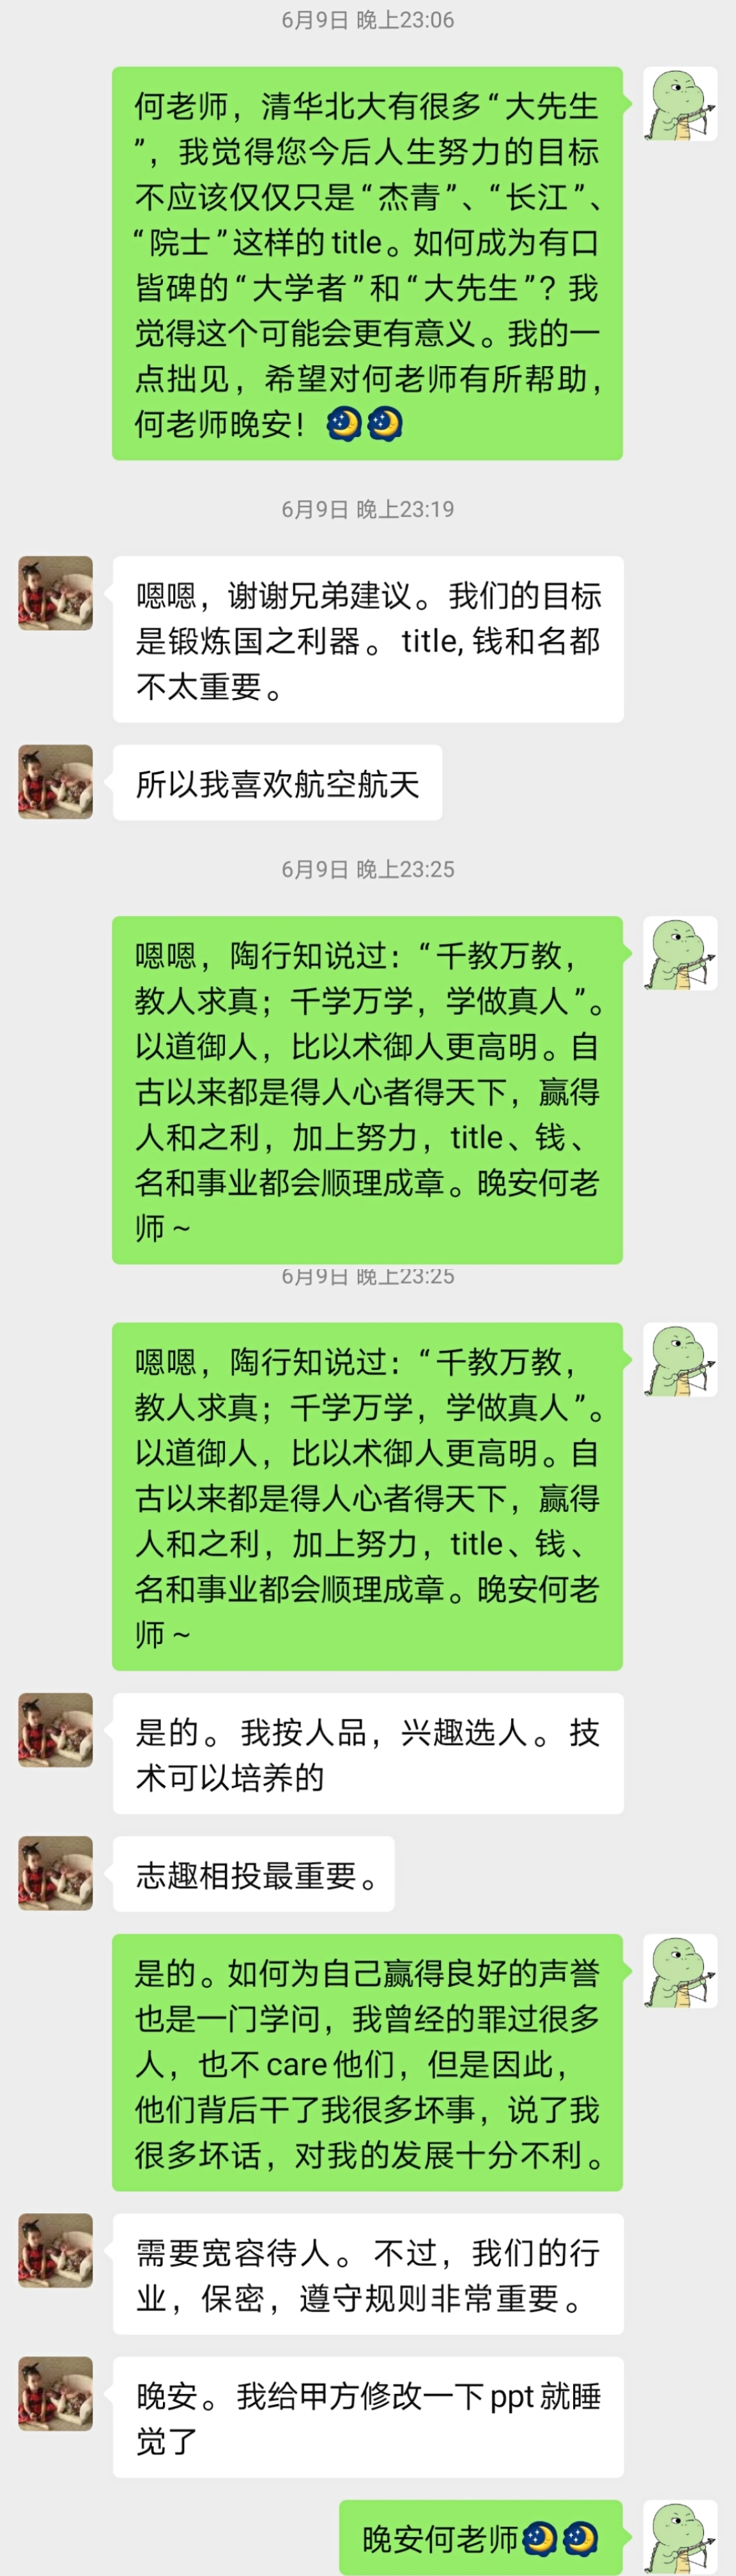 6月9日 晚上23:06
何老师，清华北大有很多“大先生
”，我觉得您今后人生努力的目标
不应该仅仅只是“杰青”、“长江”、
“院士”这样的title。如何成为有口
皆碑的“大学者”和“大先生”？我
觉得这个可能会更有意义。我的一
点拙见，希望对何老师有所帮助，
何老师晚安！
6月9日 晚上23:19
嗯嗯，谢谢兄弟建议。我们的目标
是锻炼国之利器。title, 钱和名都
不太重要。
所以我喜欢航空航天
6月9日 晚上23:25
嗯嗯，陶行知说过：“千教万教，
教人求真；千学万学，学做真人”。
以道御人，比以术御人更高明。自
古以来都是得人心者得天下，赢得
人和之利，加上努力，title、钱、
名和事业都会顺理成章。晚安何老
师~
6月9日 晚上23:25
嗯嗯，陶行知说过：“千教万教，
教人求真；千学万学，学做真人”。
以道御人，比以术御人更高明。自
古以来都是得人心者得天下，赢得
人和之利，加上努力，title、钱、
名和事业都会顺理成章。晚安何老
师~
是的。我按人品，兴趣选人。技
术可以培养的
志趣相投最重要。
是的。如何为自己赢得良好的声誉
也是一门学问，我曾经的罪过很多
人，也不care他们，但是因此，
他们背后干了我很多坏事，说了我
很多坏话，对我的发展十分不利。
需要宽容待人。不过，我们的行
业，保密，遵守规则非常重要。
晚安。我给甲方修改一下ppt就睡
觉了
晚安何老师